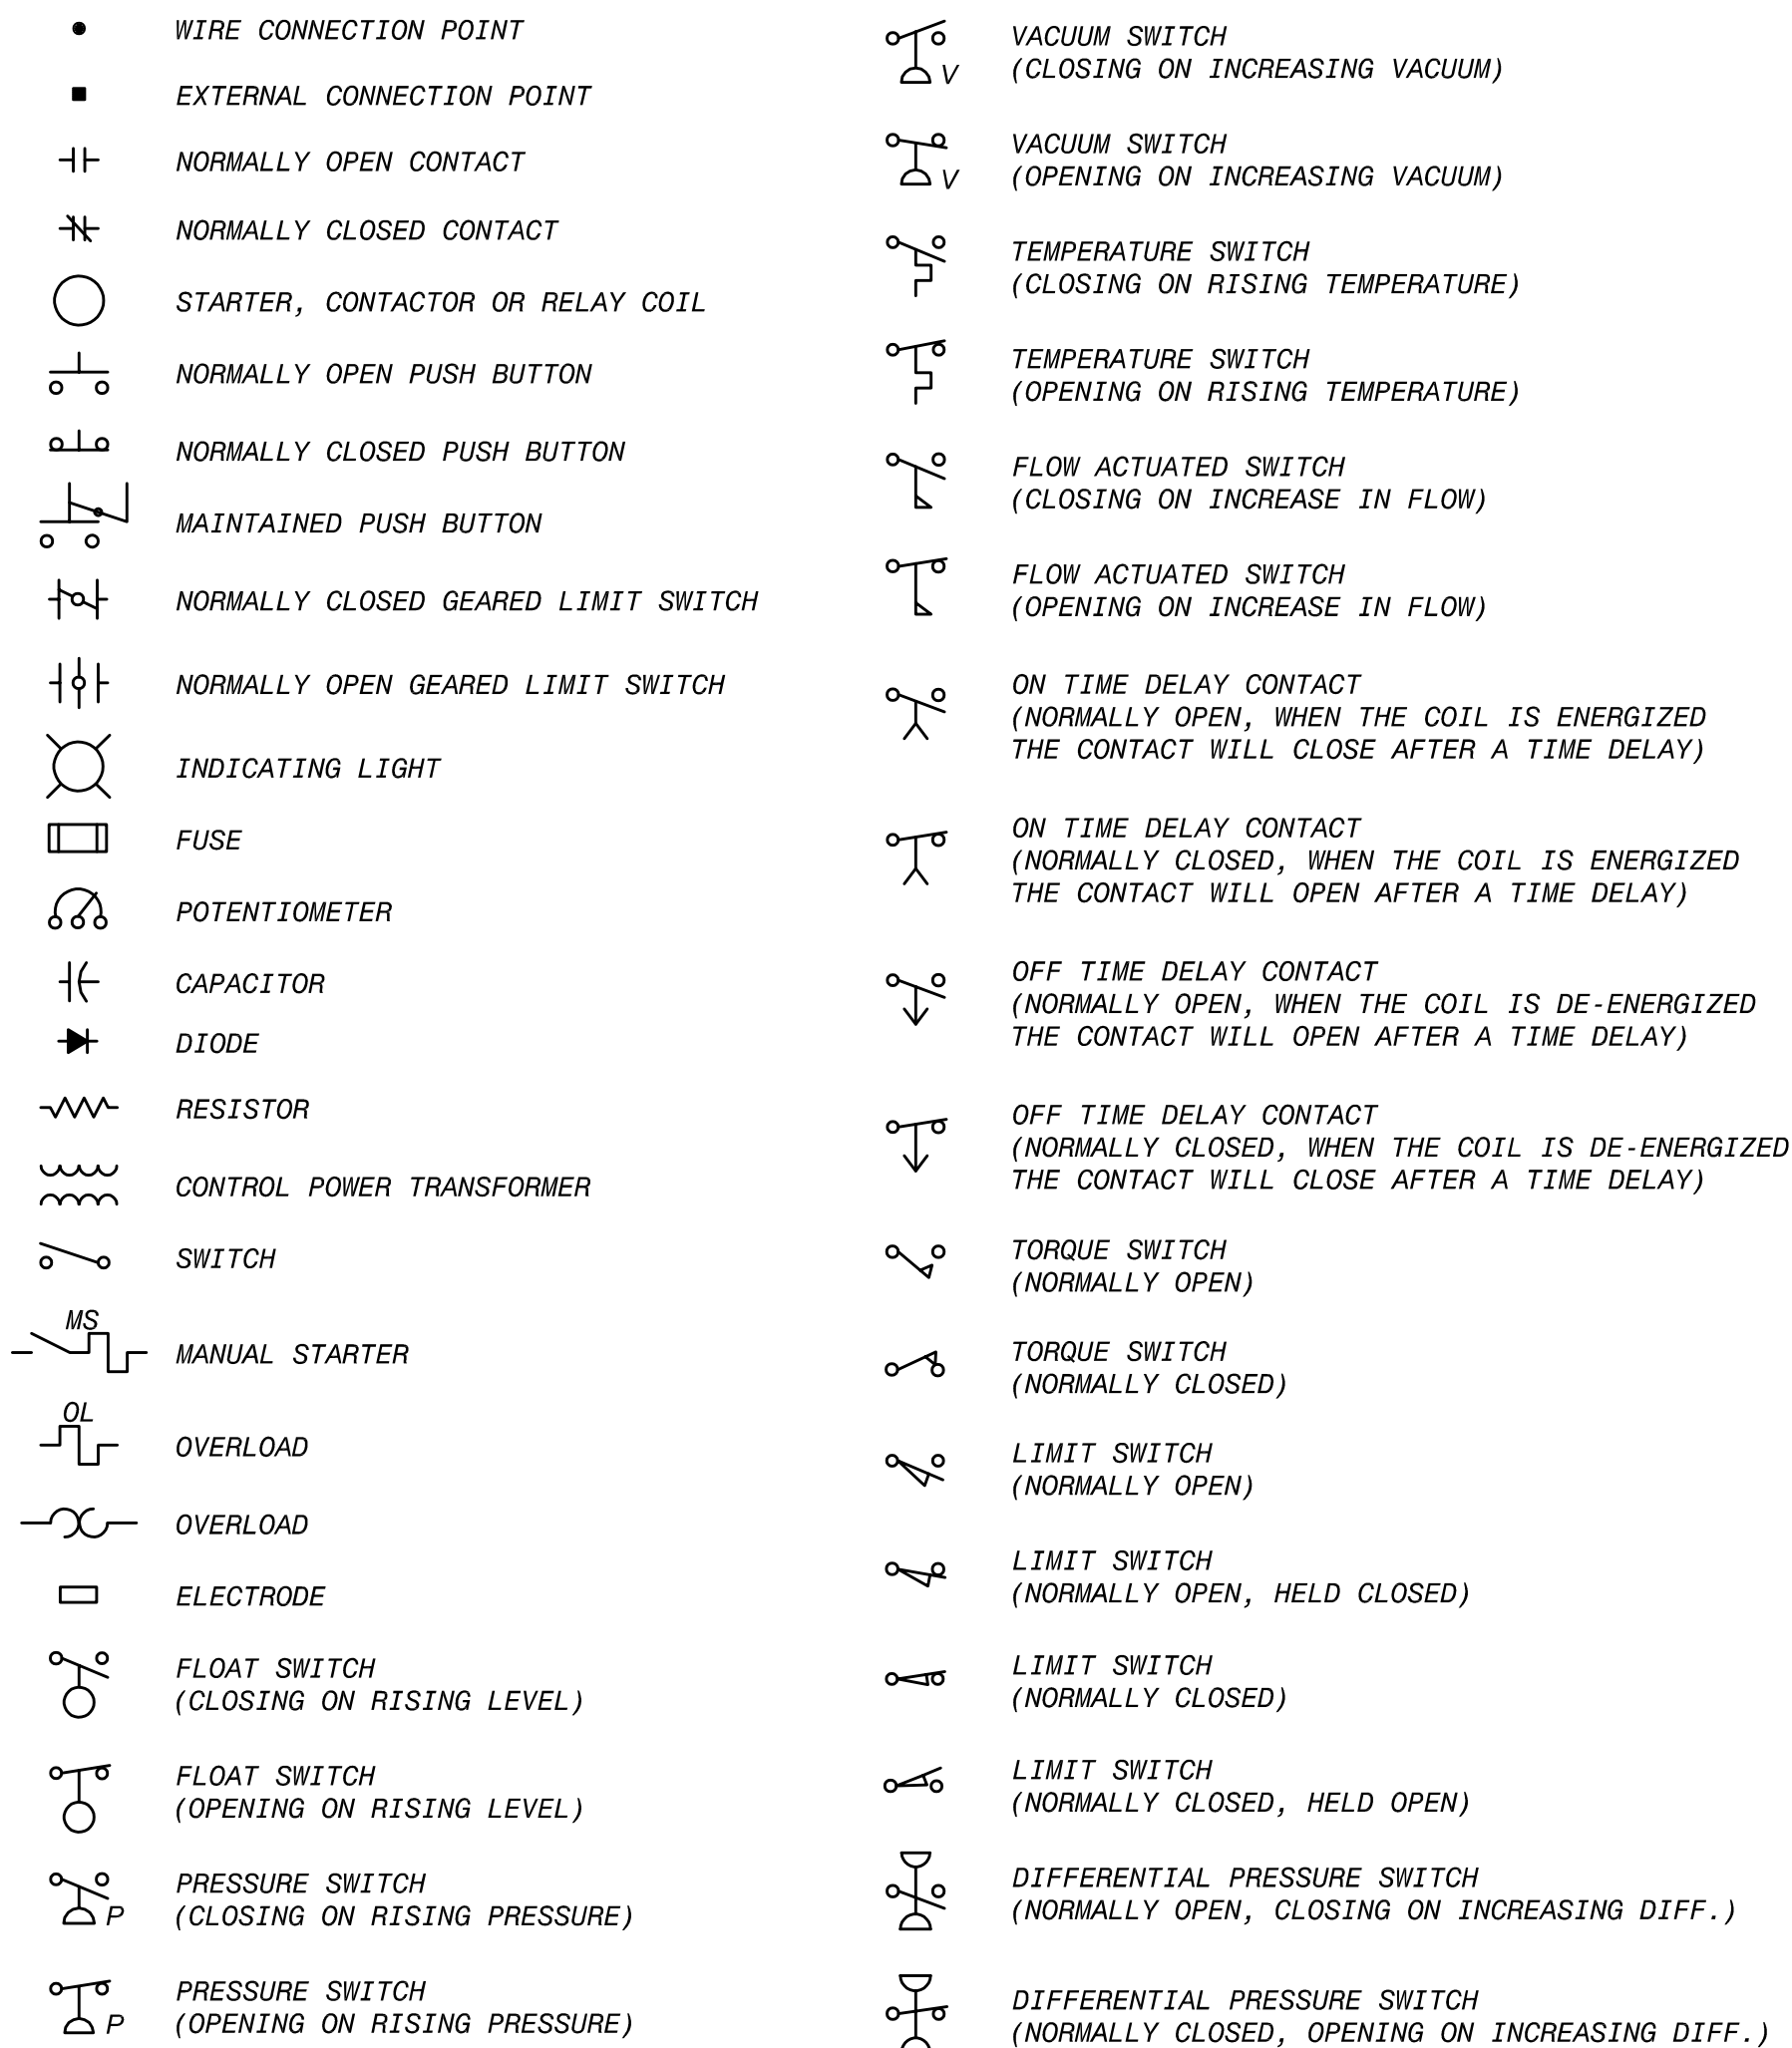 WIRE CONNECTION POINT
EXTERNAL CONNECTION POINT
NORMALLY OPEN CONTACT
NORMALLY CLOSED CONTACT
STARTER, CONTACTOR OR RELAY COIL
NORMALLY OPEN PUSH BUTTON
NORMALLY CLOSED PUSH BUTTON
MAINTAINED PUSH BUTTON
NORMALLY CLOSED GEARED LIMIT SWITCH
NORMALLY OPEN GEARED LIMIT SWITCH
INDICATING LIGHT
FUSE
POTENTIOMETER
CAPACITOR
DIODE
RESISTOR
CONTROL POWER TRANSFORMER
SWITCH
MS
MANUAL STARTER
OL
OVERLOAD
OVERLOAD
ELECTRODE
FLOAT SWITCH
(CLOSING ON RISING LEVEL)
FLOAT SWITCH
(OPENING ON RISING LEVEL)
PRESSURE SWITCH
P (CLOSING ON RISING PRESSURE)
PRESSURE SWITCH
P (OPENING ON RISING PRESSURE)
VACUUM SWITCH
V (CLOSING ON INCREASING VACUUM)
VACUUM SWITCH
V (OPENING ON INCREASING VACUUM)
TEMPERATURE SWITCH
(CLOSING ON RISING TEMPERATURE)
TEMPERATURE SWITCH
(OPENING ON RISING TEMPERATURE)
FLOW ACTUATED SWITCH
(CLOSING ON INCREASE IN FLOW)
FLOW ACTUATED SWITCH
(OPENING ON INCREASE IN FLOW)
ON TIME DELAY CONTACT
(NORMALLY OPEN, WHEN THE COIL IS ENERGIZED
THE CONTACT WILL CLOSE AFTER A TIME DELAY)
ON TIME DELAY CONTACT
(NORMALLY CLOSED, WHEN THE COIL IS ENERGIZED
THE CONTACT WILL OPEN AFTER A TIME DELAY)
OFF TIME DELAY CONTACT
(NORMALLY OPEN, WHEN THE COIL IS DE-ENERGIZED
THE CONTACT WILL OPEN AFTER A TIME DELAY)
OFF TIME DELAY CONTACT
(NORMALLY CLOSED, WHEN THE COIL IS DE-ENERGIZED
THE CONTACT WILL CLOSE AFTER A TIME DELAY)
TORQUE SWITCH
(NORMALLY OPEN)
TORQUE SWITCH
(NORMALLY CLOSED)
LIMIT SWITCH
(NORMALLY OPEN)
LIMIT SWITCH
(NORMALLY OPEN, HELD CLOSED)
LIMIT SWITCH
(NORMALLY CLOSED)
LIMIT SWITCH
(NORMALLY CLOSED, HELD OPEN)
DIFFERENTIAL PRESSURE SWITCH
(NORMALLY OPEN, CLOSING ON INCREASING DIFF.)
DIFFERENTIAL PRESSURE SWITCH
(NORMALLY CLOSED, OPENING ON INCREASING DIFF.)